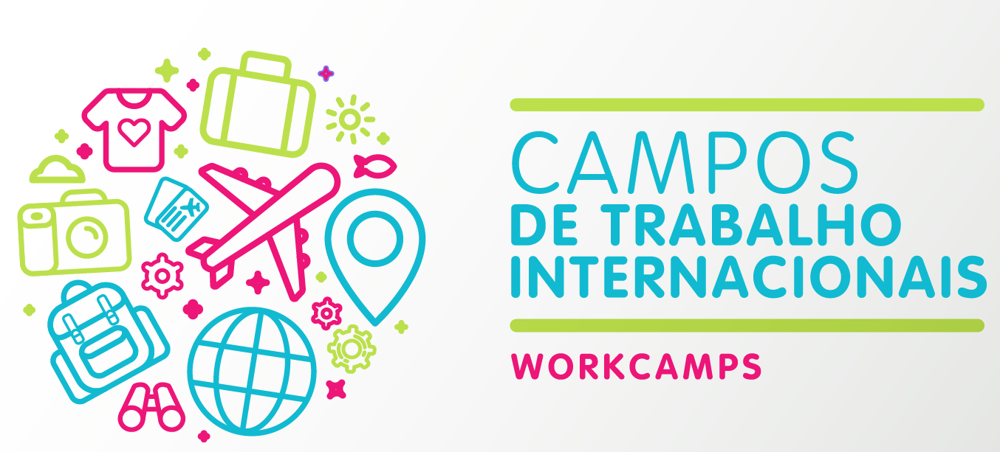 CAMPOS
DE TRABALHO
INTERNACIONAIS
WORKCAMPS